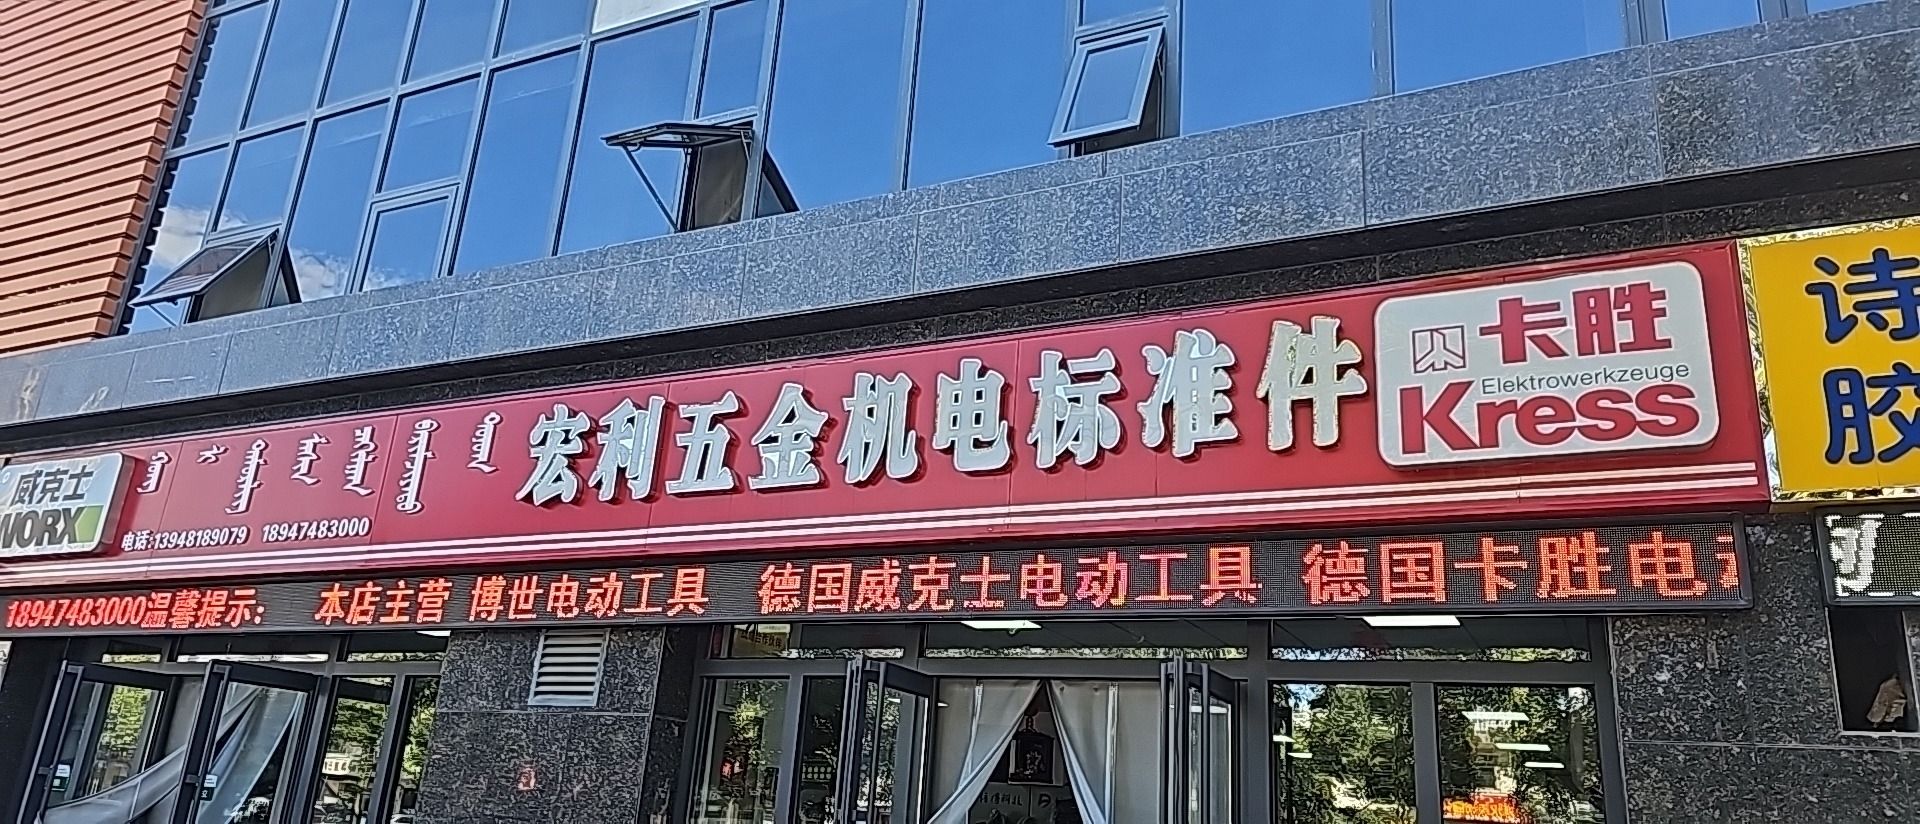 威克士
WORX
电话:13948189079 18947483000
宏利五金机电标准件
卡胜
Elektrowerkzeuge
Kress
诗
胶
18947483000温馨提示: 本店主营 博世电动工具 德国威克士电动工具 德国卡胜电